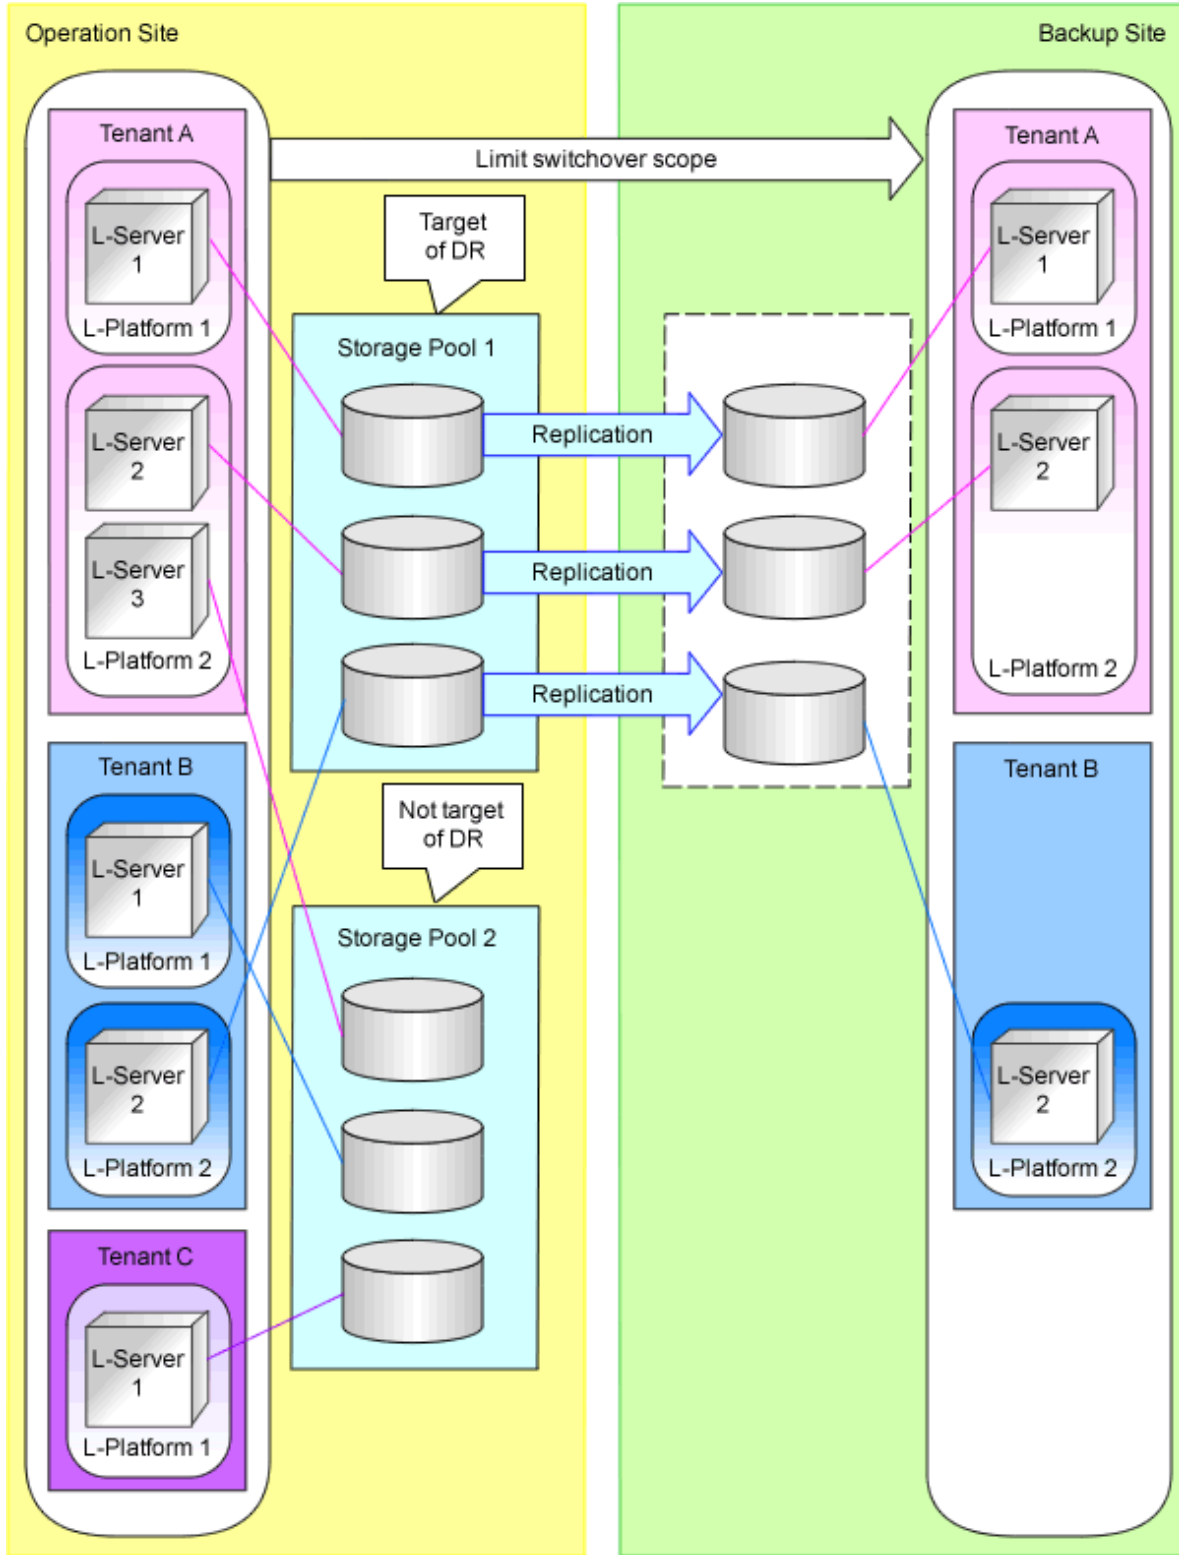 Operation Site
Tenant A
L-Server
1
L-Platform 1
L-Server
2
L-Server
3
L-Platform 2
Tenant B
L-Server
1
L-Platform 1
L-Server
2
L-Platform 2
Tenant C
L-Server
1
L-Platform 1
Limit switchover scope
Target
of DR
Storage Pool 1
Replication
Replication
Replication
Not target
of DR
Storage Pool 2
Backup Site
Tenant A
L-Server
1
L-Platform 1
L-Server
2
L-Platform 2
Tenant B
L-Server
2
L-Platform 2